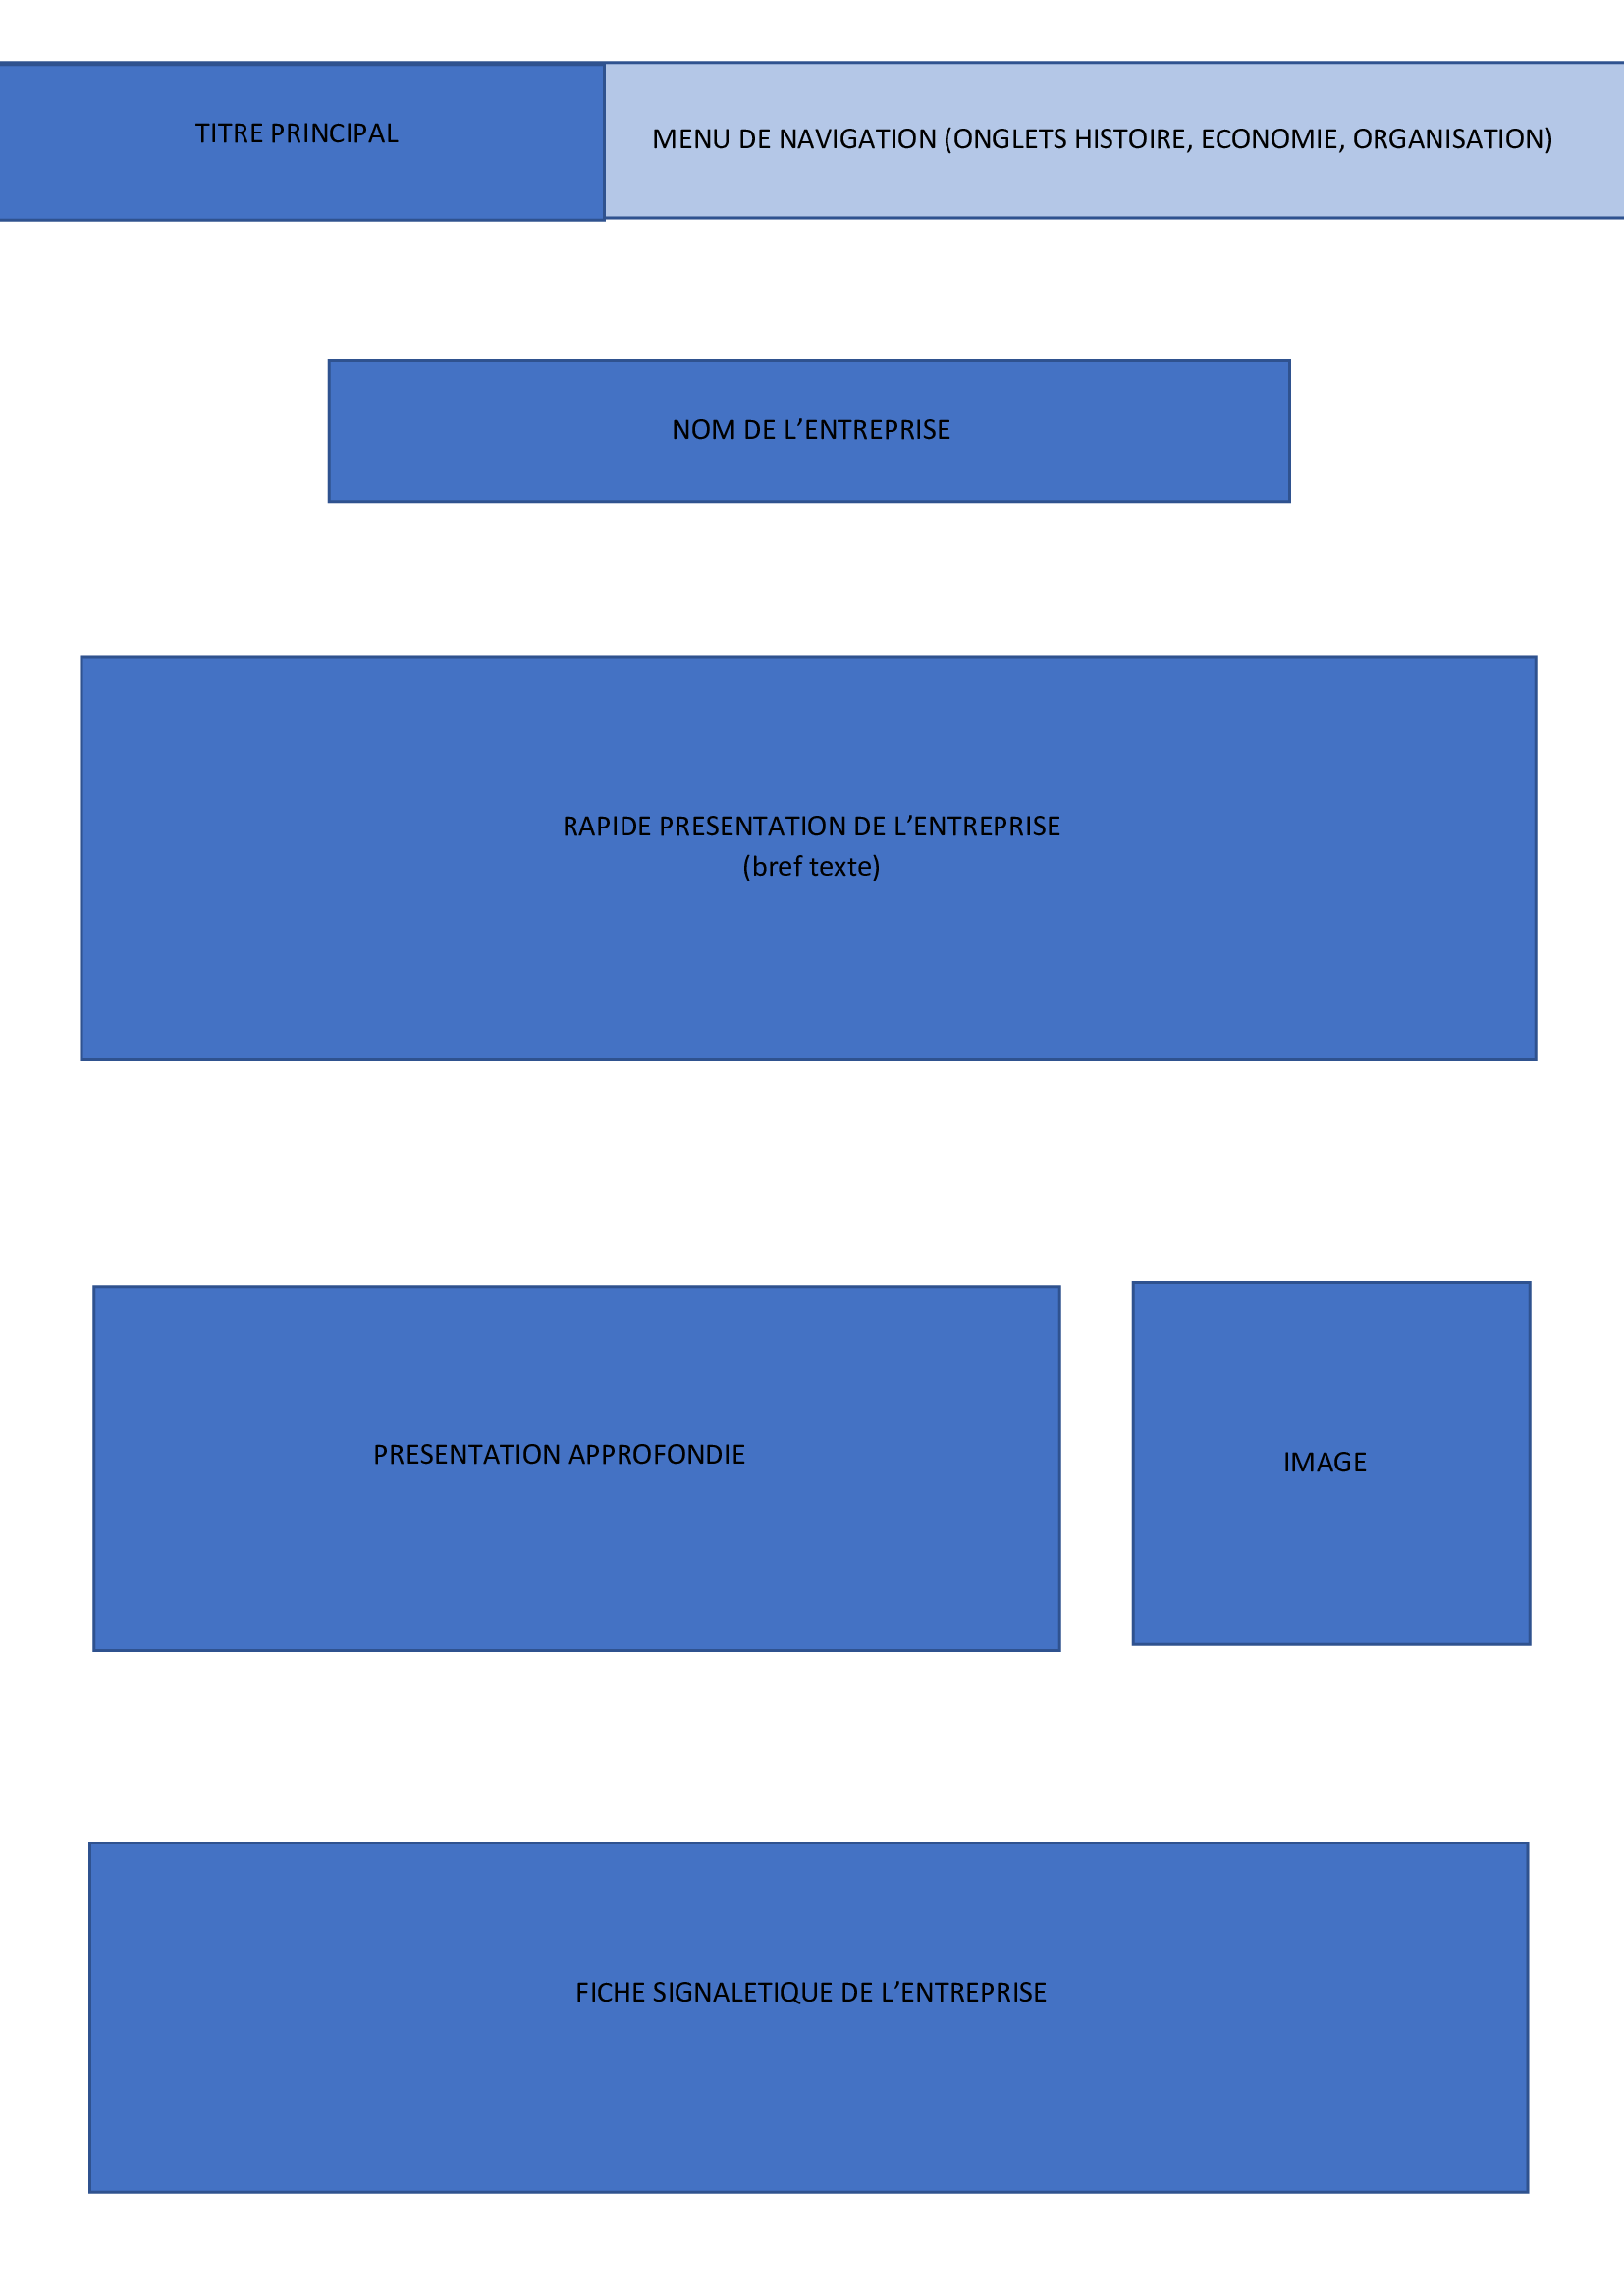 TITRE PRINCIPAL
MENU DE NAVIGATION (ONGLETS HISTOIRE, ECONOMIE, ORGANISATION)
NOM DE L’ENTREPRISE
RAPIDE PRESENTATION DE L’ENTREPRISE
(bref texte)
PRESENTATION APPROFONDIE
IMAGE
FICHE SIGNALETIQUE DE L’ENTREPRISE